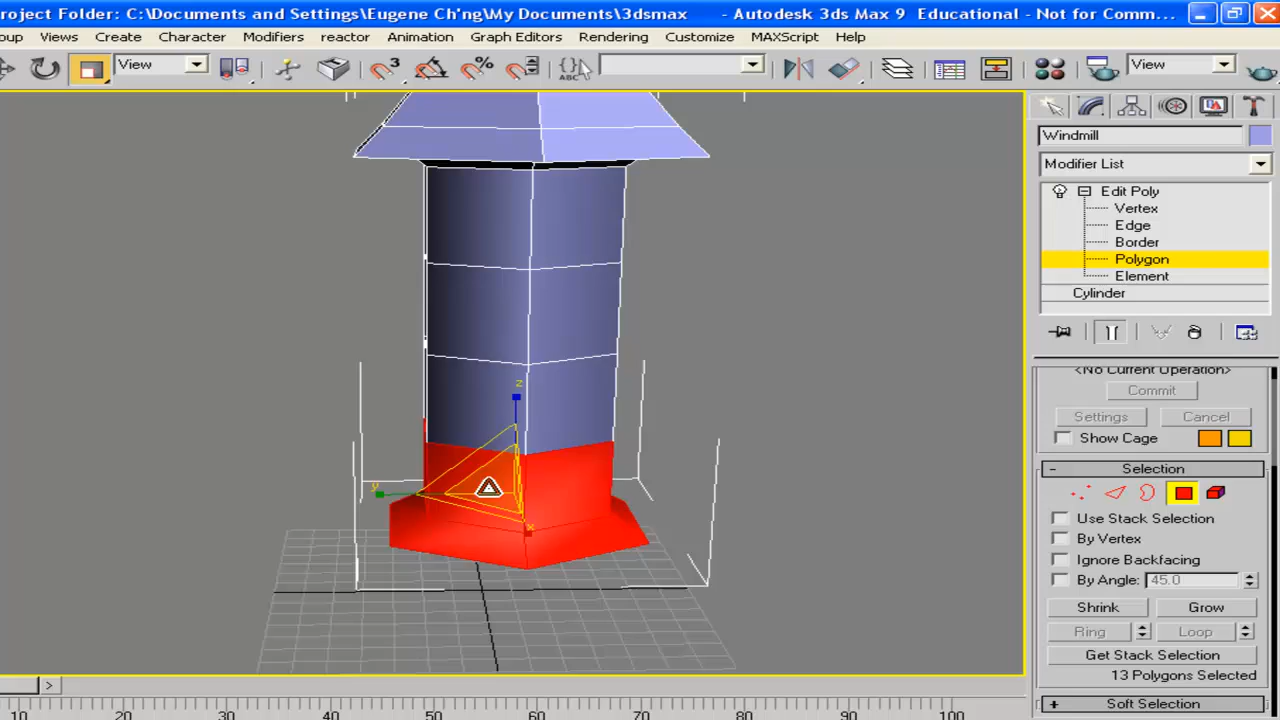 roject Folder: C:\Documents and Settings\Eugene Ch'ng\My Documents\3dsmax - Autodesk 3ds Max 9 Educational - Not for Comm...
oup Views Create Character Modifiers reactor Animation Graph Editors Rendering Customize MAXScript Help
View 3 % ABC View
Windmill
Modifier List
Edit Poly
Vertex
Edge
Border
Polygon
Element
Cylinder
<No Current Operation>
Commit
Settings Cancel
Show Cage
- Selection
Use Stack Selection
By Vertex
Ignore Backfacing
By Angle: 45.0
Shrink Grow
Ring Loop
Get Stack Selection
13 Polygons Selected
+ Soft Selection
z
y
x
>
10 20 30 40 50 60 70 80 90 100